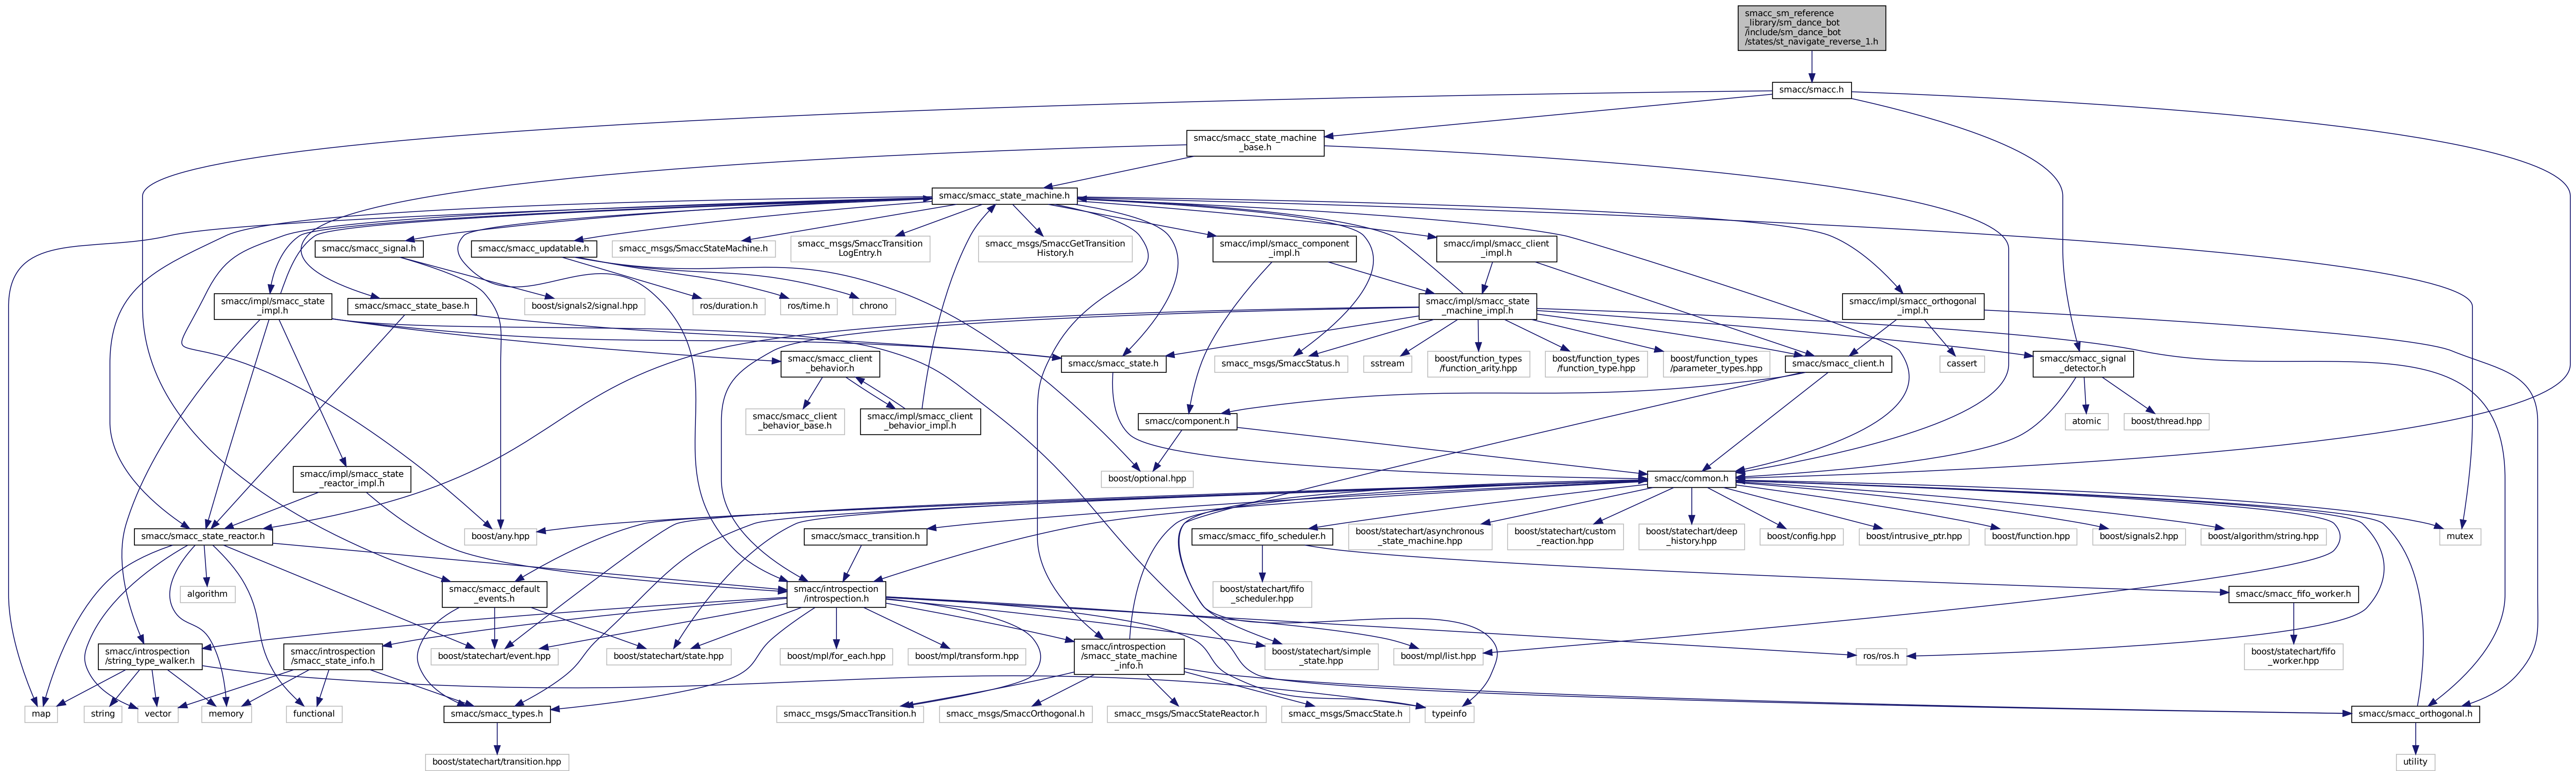 smacc_sm_reference
_library/sm_dance_bot
/include/sm_dance_bot
/states/st_navigate_reverse_1.h
smacc/smacc.h
smacc/smacc_state_machine
_base.h
smacc/smacc_state_machine.h
smacc/smacc_signal.h
smacc/smacc_updatable.h
smacc_msgs/SmaccStateMachine.h
smacc_msgs/SmaccTransition
LogEntry.h
smacc_msgs/SmaccGetTransition
History.h
smacc/impl/smacc_component
_impl.h
smacc/impl/smacc_client
_impl.h
smacc/impl/smacc_state
_impl.h
smacc/smacc_state_base.h
boost/signals2/signal.hpp
ros/duration.h
ros/time.h
chrono
smacc/impl/smacc_state
_machine_impl.h
smacc/impl/smacc_orthogonal
_impl.h
smacc/smacc_client
_behavior.h
smacc/smacc_state.h
smacc_msgs/SmaccStatus.h
sstream
boost/function_types
/function_arity.hpp
boost/function_types
/function_type.hpp
boost/function_types
/parameter_types.hpp
smacc/smacc_client.h
cassert
smacc/smacc_signal
_detector.h
smacc/smacc_client
_behavior_base.h
smacc/impl/smacc_client
_behavior_impl.h
smacc/component.h
atomic
boost/thread.hpp
smacc/impl/smacc_state
_reactor_impl.h
boost/optional.hpp
smacc/common.h
smacc/smacc_state_reactor.h
boost/any.hpp
smacc/smacc_transition.h
smacc/smacc_fifo_scheduler.h
boost/statechart/asynchronous
_state_machine.hpp
boost/statechart/custom
_reaction.hpp
boost/statechart/deep
_history.hpp
boost/config.hpp
boost/intrusive_ptr.hpp
boost/function.hpp
boost/signals2.hpp
boost/algorithm/string.hpp
mutex
algorithm
smacc/smacc_default
_events.h
smacc/introspection
/introspection.h
boost/statechart/fifo
_scheduler.hpp
smacc/smacc_fifo_worker.h
smacc/introspection
/string_type_walker.h
smacc/introspection
/smacc_state_info.h
boost/statechart/event.hpp
boost/statechart/state.hpp
boost/mpl/for_each.hpp
boost/mpl/transform.hpp
smacc/introspection
/smacc_state_machine
_info.h
boost/statechart/simple
_state.hpp
boost/mpl/list.hpp
ros/ros.h
boost/statechart/fifo
_worker.hpp
map
string
vector
memory
functional
smacc/smacc_types.h
smacc_msgs/SmaccTransition.h
smacc_msgs/SmaccOrthogonal.h
smacc_msgs/SmaccStateReactor.h
smacc_msgs/SmaccState.h
typeinfo
smacc/smacc_orthogonal.h
boost/statechart/transition.hpp
utility